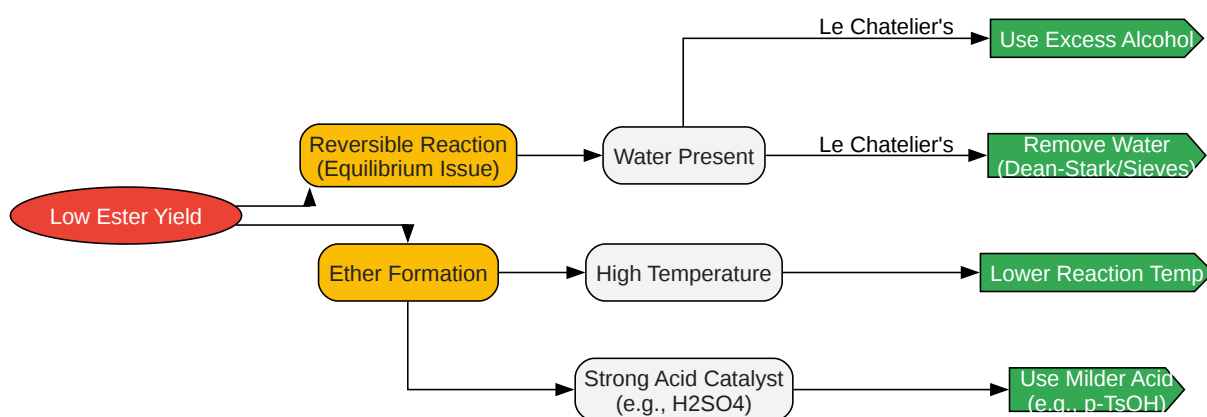 Le Chatelier's
Use Excess Alcohol
Reversible Reaction
(Equilibrium Issue)
Water Present
Le Chatelier's
Remove Water
(Dean-Stark/Sieves)
Low Ester Yield
Ether Formation
High Temperature
Lower Reaction Temp
Strong Acid Catalyst
(e.g., H2SO4)
Use Milder Acid
(e.g., p-TsOH)